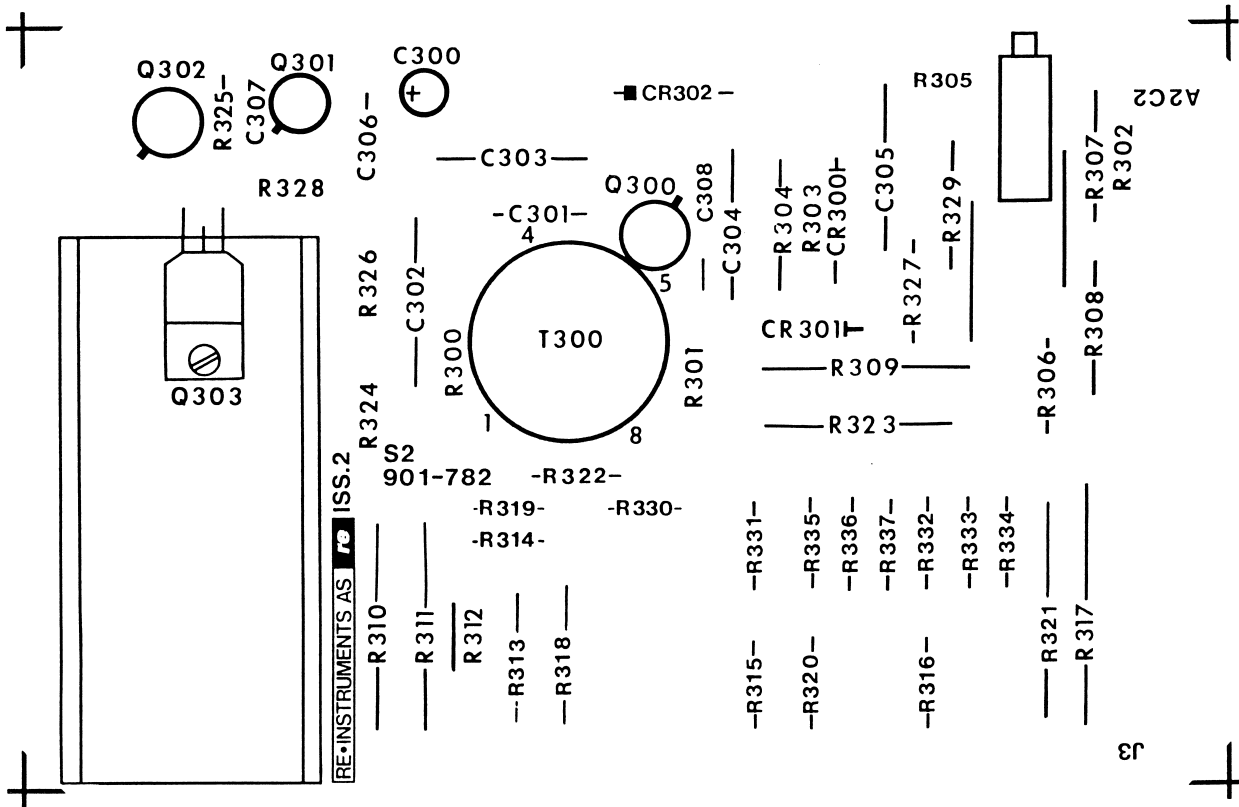 Q302
R325-
C307
Q301
C300
+
C306-
-CR302-
R305
A2C2
-C303-
R328
Q300
C308
-C304-
-R304-
R303
CR300
-C305-
-R329-
-R307-
R302
-C301-
4
5
R326
-C302-
T300
R300
R301
-R327-
CR301
-R309-
-R306-
-R308-
Q303
R324
1
8
-R323-
S2
901-782
-R322-
-R319-
-R330-
-R314-
RE•INSTRUMENTS AS re ISS.2
-R331-
-R335-
-R336-
-R337-
-R332-
-R333-
-R334-
-R310-
-R311-
R312
-R313-
-R318-
-R315-
-R320-
-R316-
-R321-
-R317-
J3